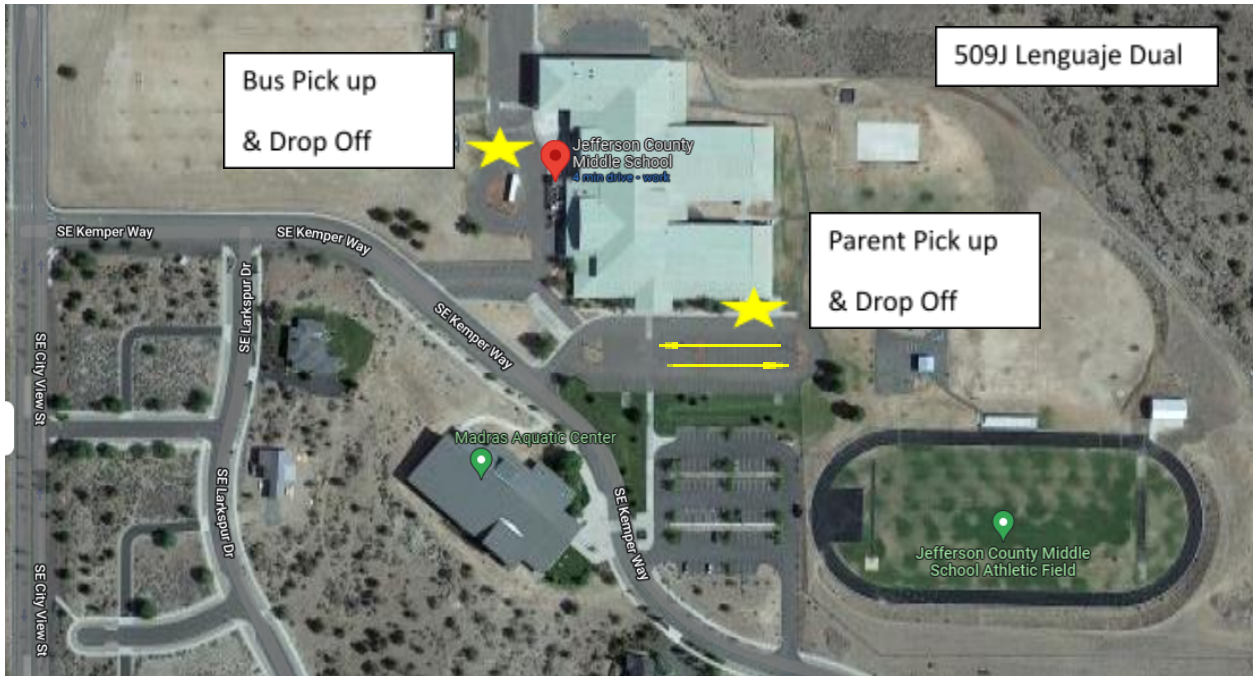 Bus Pick up
& Drop Off
509J Lenguaje Dual
Jefferson County
Middle School
4 min drive - work
Parent Pick up
& Drop Off
SE Kemper Way
SE Kemper Way
SE Kemper Way
SE Larkspur Dr
SE City View St
Madras Aquatic Center
SE Larkspur Dr
SE Kemper Way
Jefferson County Middle
School Athletic Field
SE City View St